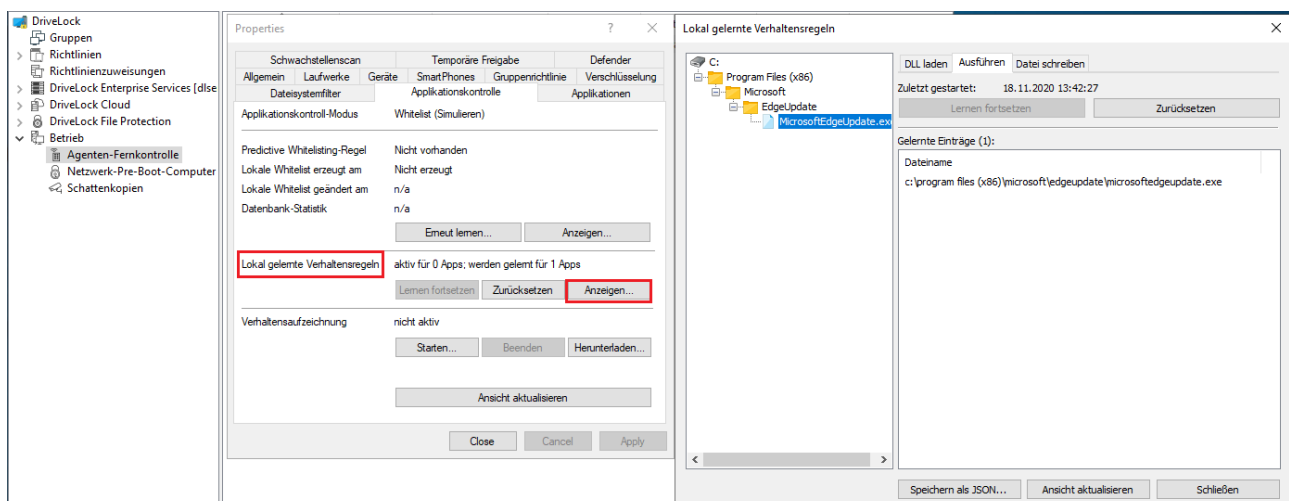 DriveLock
Gruppen
Richtlinien
Richtlinienzuweisungen
DriveLock Enterprise Services [dlse
DriveLock Cloud
DriveLock File Protection
Betrieb
Agenten-Fernkontrolle
Netzwerk-Pre-Boot-Computer
Schattenkopien
Properties
Schwachstellenscan Temporäre Freigabe Defender
Allgemein Laufwerke Geräte SmartPhones Gruppenrichtlinie Verschlüsselung
Dateisystemfilter Applikationskontrolle Applikationen
Applikationskontroll-Modus Whitelist (Simulieren)
Predictive Whitelisting-Regel Nicht vorhanden
Lokale Whitelist erzeugt am Nicht erzeugt
Lokale Whitelist geändert am n/a
Datenbank-Statistik n/a
Erneut lernen... Anzeigen...
Lokal gelernte Verhaltensregeln aktiv für 0 Apps; werden gelernt für 1 Apps
Lernen fortsetzen Zurücksetzen Anzeigen...
Verhaltensaufzeichnung nicht aktiv
Starten... Beenden Herunterladen...
Ansicht aktualisieren
Close Cancel Apply
Lokal gelernte Verhaltensregeln
C:
Program Files (x86)
Microsoft
EdgeUpdate
MicrosoftEdgeUpdate.exe
DLL laden Ausführen Datei schreiben
Zuletzt gestartet: 18.11.2020 13:42:27
Lernen fortsetzen Zurücksetzen
Gelernte Einträge (1):
Dateiname
c:\program files (x86)\microsoft\edgeupdate\microsoftedgeupdate.exe
Speichern als JSON... Ansicht aktualisieren Schließen